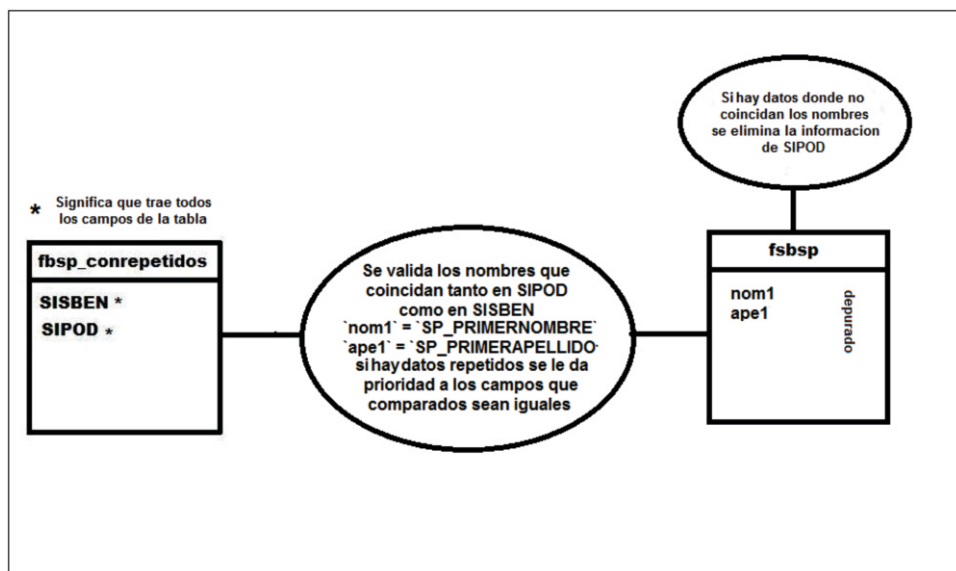 Si hay datos donde no
coincidan los nombres
se elimina la informacion
de SIPOD
* Significa que trae todos
los campos de la tabla
fbsp_conrepetidos
SISBEN *
SIPOD *
Se valida los nombres que
coincidan tanto en SIPOD
como en SISBEN
`nom1` = `SP_PRIMERNOMBRE`
`ape1` = `SP_PRIMERAPELLIDO`
si hay datos repetidos se le da
prioridad a los campos que
comparados sean iguales
fsbsp
nom1
ape1
depurado